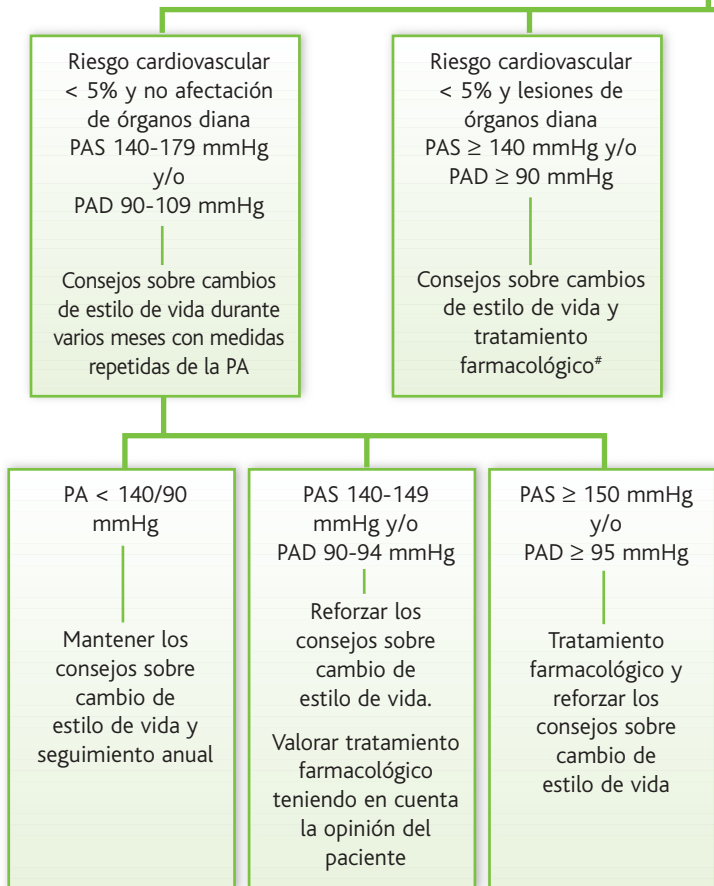 Riesgo cardiovascular
< 5% y no afectación
de órganos diana
PAS 140-179 mmHg
y/o
PAD 90-109 mmHg
Consejos sobre cambios
de estilo de vida durante
varios meses con medidas
repetidas de la PA
Riesgo cardiovascular
< 5% y lesiones de
órganos diana
PAS ≥ 140 mmHg y/o
PAD ≥ 90 mmHg
Consejos sobre cambios
de estilo de vida y
tratamiento
farmacológico#
PA < 140/90
mmHg
Mantener los
consejos sobre
cambio de
estilo de vida y
seguimiento anual
PAS 140-149
mmHg y/o
PAD 90-94 mmHg
Reforzar los
consejos sobre
cambio de
estilo de vida.
Valorar tratamiento
farmacológico
teniendo en cuenta
la opinión del
paciente
PAS ≥ 150 mmHg
y/o
PAD ≥ 95 mmHg
Tratamiento
farmacológico y
reforzar los
consejos sobre
cambio de
estilo de vida